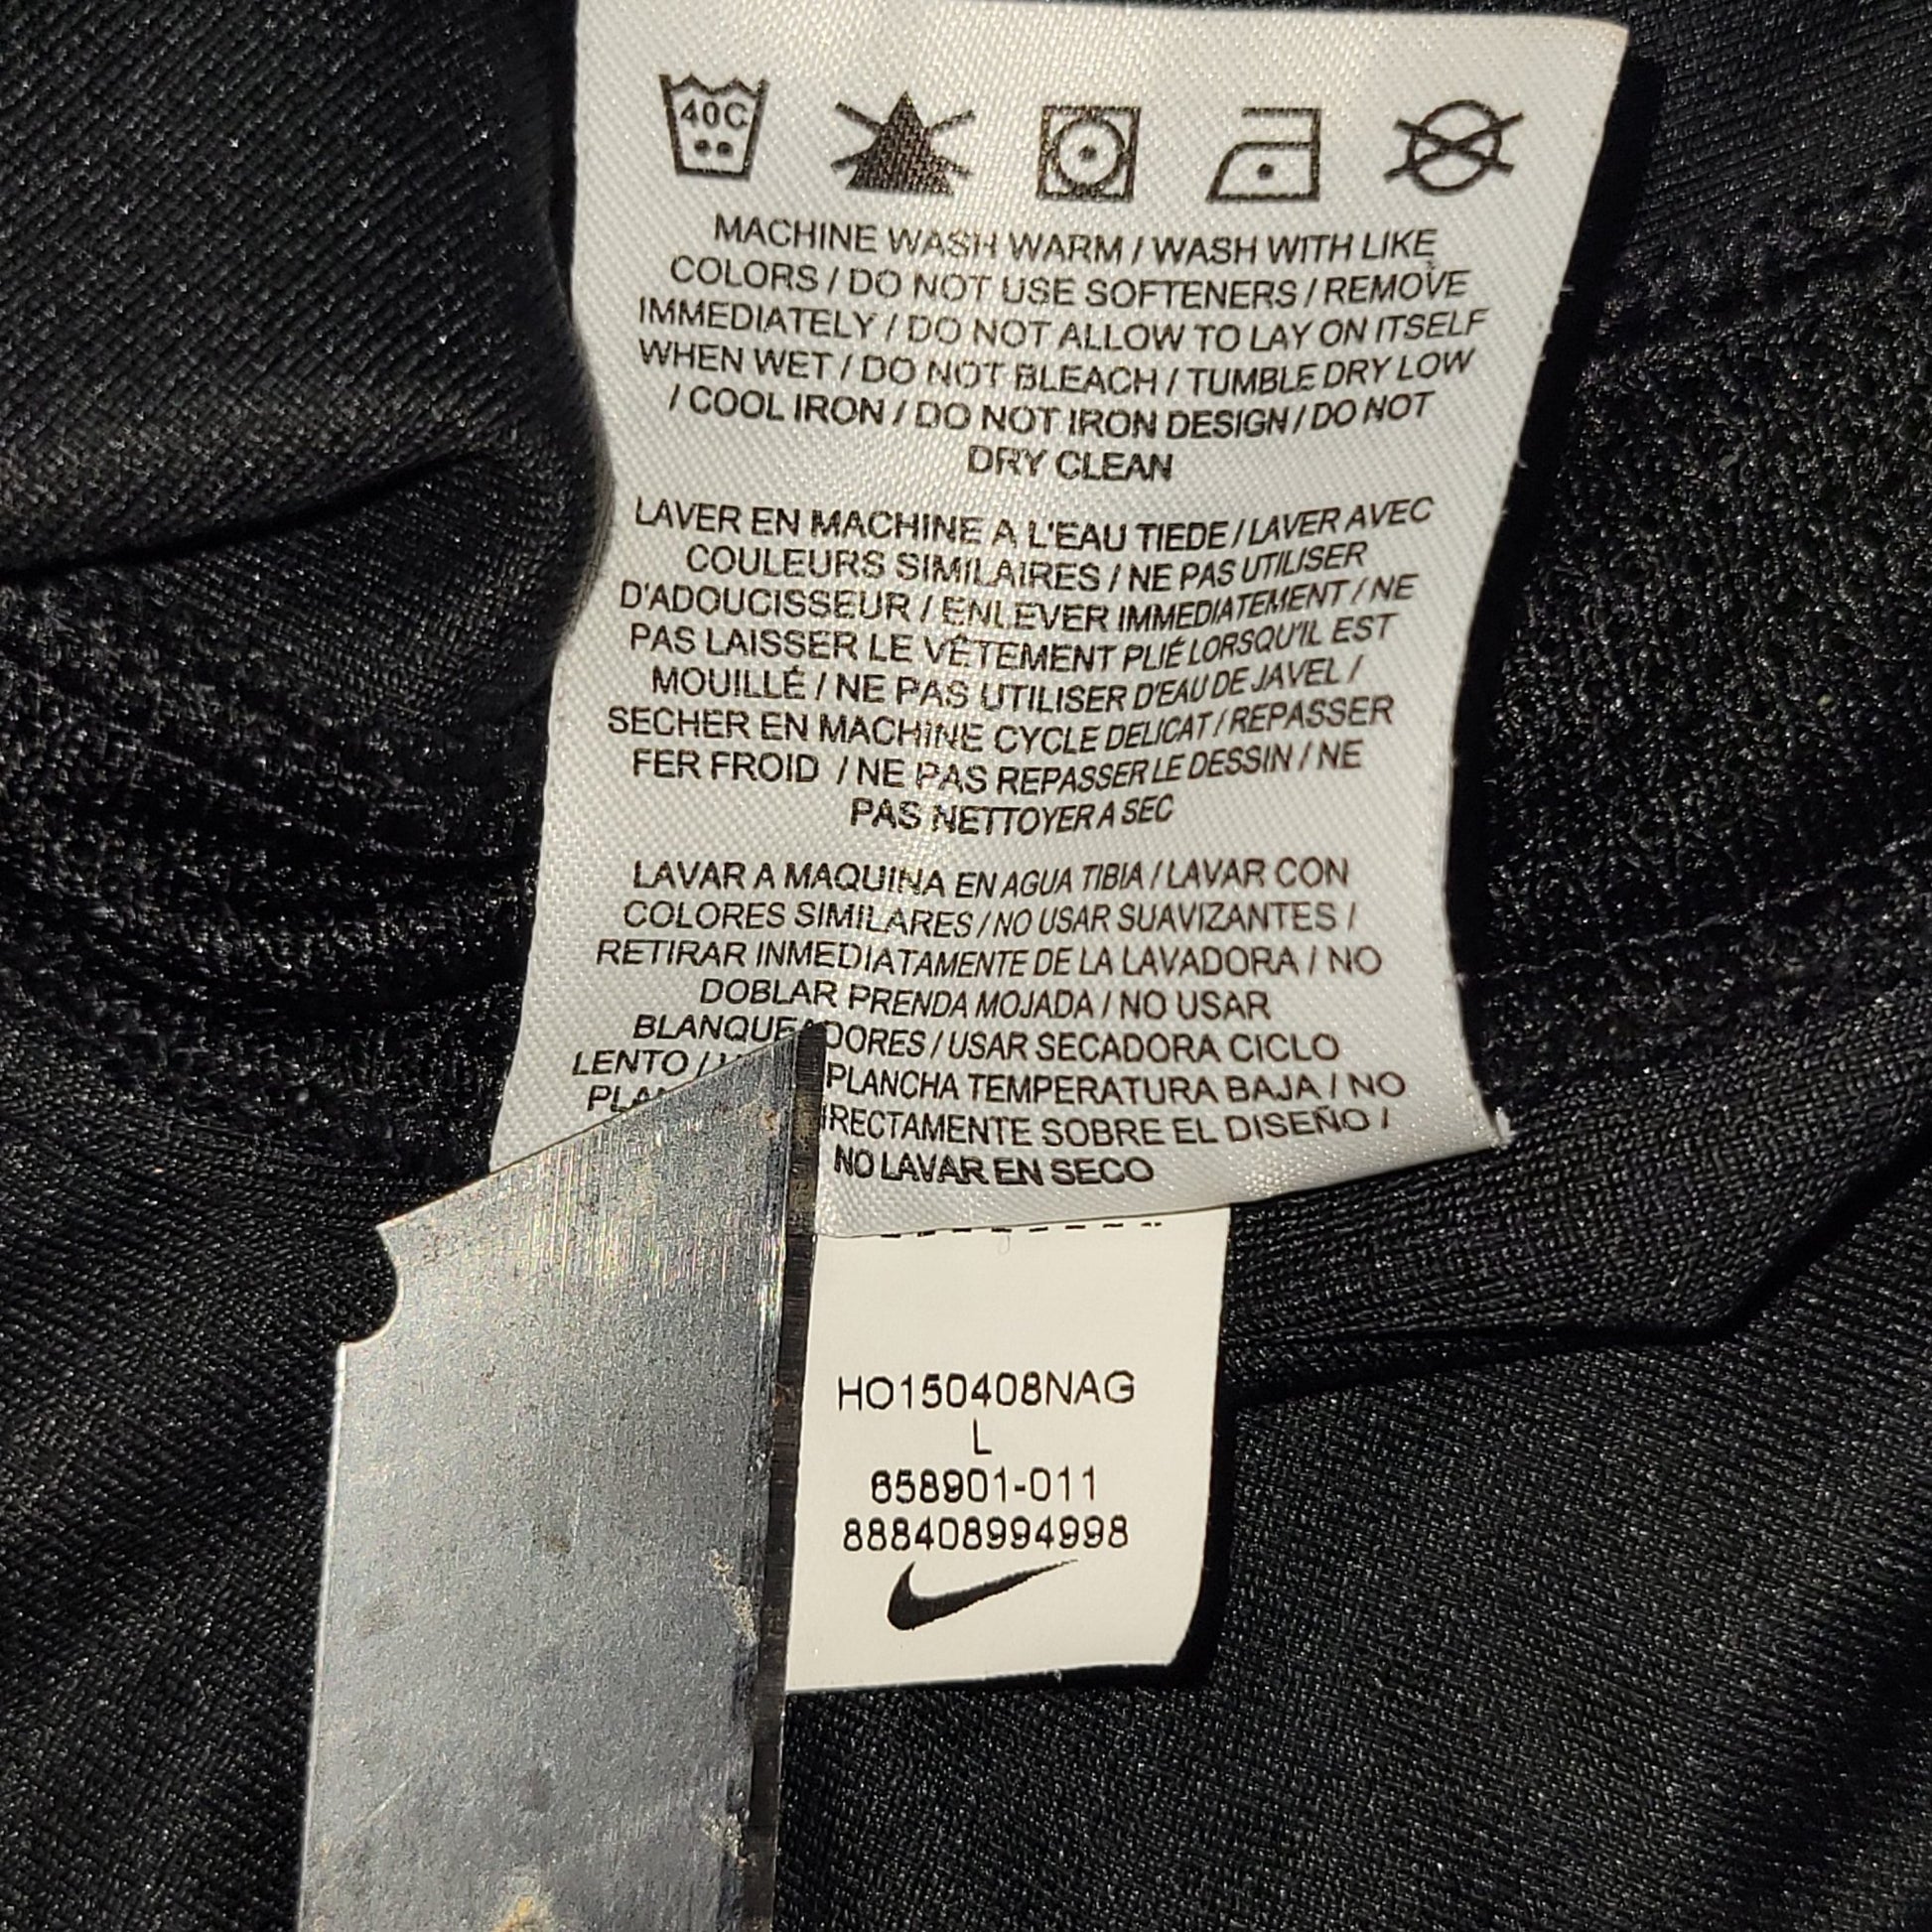 40C
MACHINE WASH WARM / WASH WITH LIKE
COLORS / DO NOT USE SOFTENERS / REMOVE
IMMEDIATELY / DO NOT ALLOW TO LAY ON ITSELF
WHEN WET / DO NOT BLEACH / TUMBLE DRY LOW
/ COOL IRON / DO NOT IRON DESIGN / DO NOT
DRY CLEAN
LAVER EN MACHINE A L'EAU TIEDE / LAVER AVEC
COULEURS SIMILAIRES / NE PAS UTILISER
D'ADOUCISSEUR / ENLEVER IMMEDIATEMENT / NE
PAS LAISSER LE VÊTEMENT PLIÉ LORSQU'IL EST
MOUILLÉ / NE PAS UTILISER D'EAU DE JAVEL /
SECHER EN MACHINE CYCLE DELICAT / REPASSER
FER FROID / NE PAS REPASSER LE DESSIN / NE
PAS NETTOYER A SEC
LAVAR A MAQUINA EN AGUA TIBIA / LAVAR CON
COLORES SIMILARES / NO USAR SUAVIZANTES /
RETIRAR INMEDIATAMENTE DE LA LAVADORA / NO
DOBLAR PRENDA MOJADA / NO USAR
BLANQUEADORES / USAR SECADORA CICLO
LENTO / PLANCHA TEMPERATURA BAJA / NO
SOBRE EL DISEÑO /
NO LAVAR EN SECO
HO150408NAG
L
658901-011
888408994998